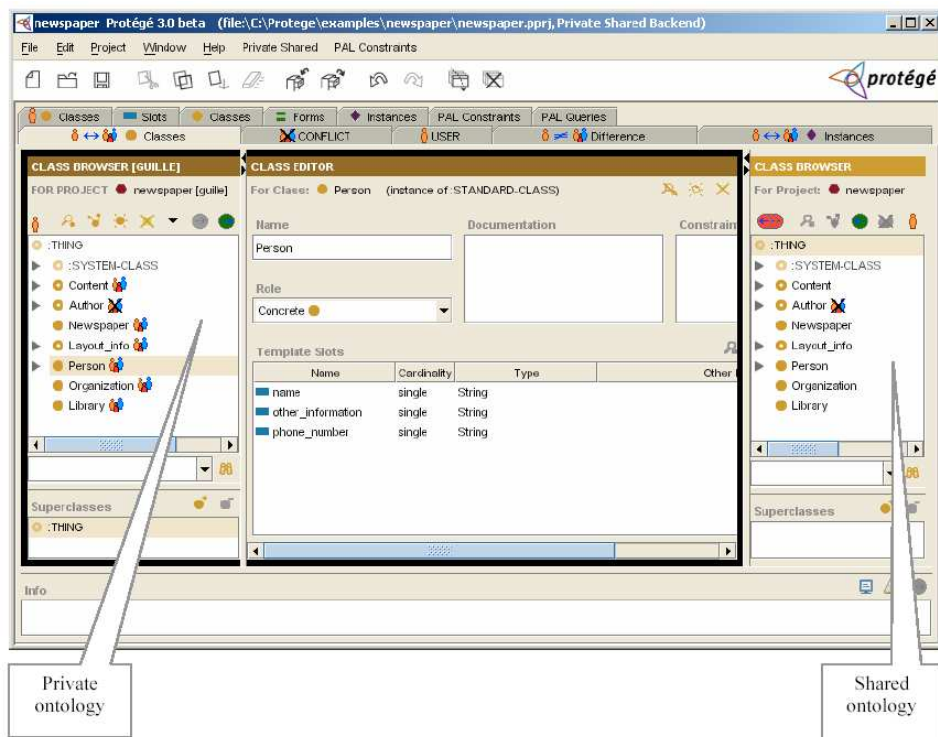 newspaper Protégé 3.0 beta (file:\C:\Protege\examples\newspaper\newspaper.pprj, Private Shared Backend)
File Edit Project Window Help Private Shared PAL Constraints
protégé
Classes Slots Classes Forms Instances PAL Constraints PAL Queries
Classes CONFLICT USER Difference Instances
CLASS BROWSER [GUILLE]
FOR PROJECT newspaper [guille]
:THING
:SYSTEM-CLASS
Content
Author
Newspaper
Layout_info
Person
Organization
Library
Superclasses
:THING
CLASS EDITOR
For Class: Person (instance of :STANDARD-CLASS)
Name Documentation Constrain
Person
Role
Concrete
Template Slots
Name Cardinality Type Other
name single String
other_information single String
phone_number single String
CLASS BROWSER
For Project: newspaper
:THING
:SYSTEM-CLASS
Content
Author
Newspaper
Layout_info
Person
Organization
Library
Superclasses
Info
Private
ontology
Shared
ontology